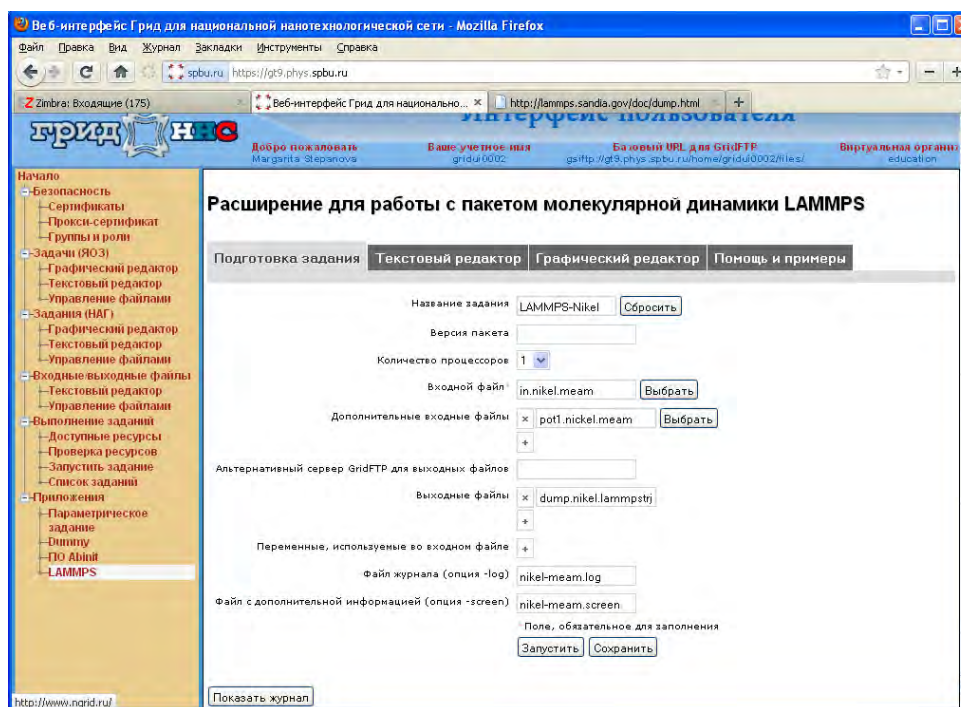 Веб-интерфейс Грид для национальной нанотехнологической сети - Mozilla Firefox
Файл Правка Вид Журнал Закладки Инструменты Справка
spbu.ru https://gt9.phys.spbu.ru
Zimbra: Входящие (175)
Веб-интерфейс Грид для национально... ×
http://lammps.sandia.gov/doc/dump.html
+
ГРИД ННС
Интерфейс пользователя
Добро пожаловать
Margarita Stepanova
Ваше учетное имя
gridui0002
Базовый URL для GridFTP
gsiftp://gt9.phys.spbu.ru/home/gridui0002/files/
Виртуальная органи
education
Начало
Безопасность
Сертификаты
Прокси-сертификат
Группы и роли
Задачи (ЯОЗ)
Графический редактор
Текстовый редактор
Управление файлами
Задания (НАГ)
Графический редактор
Текстовый редактор
Управление файлами
Входные/выходные файлы
Текстовый редактор
Управление файлами
Выполнение заданий
Доступные ресурсы
Проверка ресурсов
Запустить задание
Список заданий
Приложения
Параметрическое
задание
Dummy
ПО Abinit
LAMMPS
Расширение для работы с пакетом молекулярной динамики LAMMPS
Подготовка задания Текстовый редактор Графический редактор Помощь и примеры
Название задания LAMMPS-Nikel Сбросить
Версия пакета
Количество процессоров 1
Входной файл* in.nikel.meam Выбрать
Дополнительные входные файлы × pot1.nickel.meam Выбрать
+
Альтернативный сервер GridFTP для выходных файлов
Выходные файлы × dump.nikel.lammpstrj
+
Переменные, используемые во входном файле +
Файл журнала (опция -log) nikel-meam.log
Файл с дополнительной информацией (опция -screen) nikel-meam.screen
*Поле, обязательное для заполнения
Запустить Сохранить
Показать журнал
http://www.ngrid.ru/